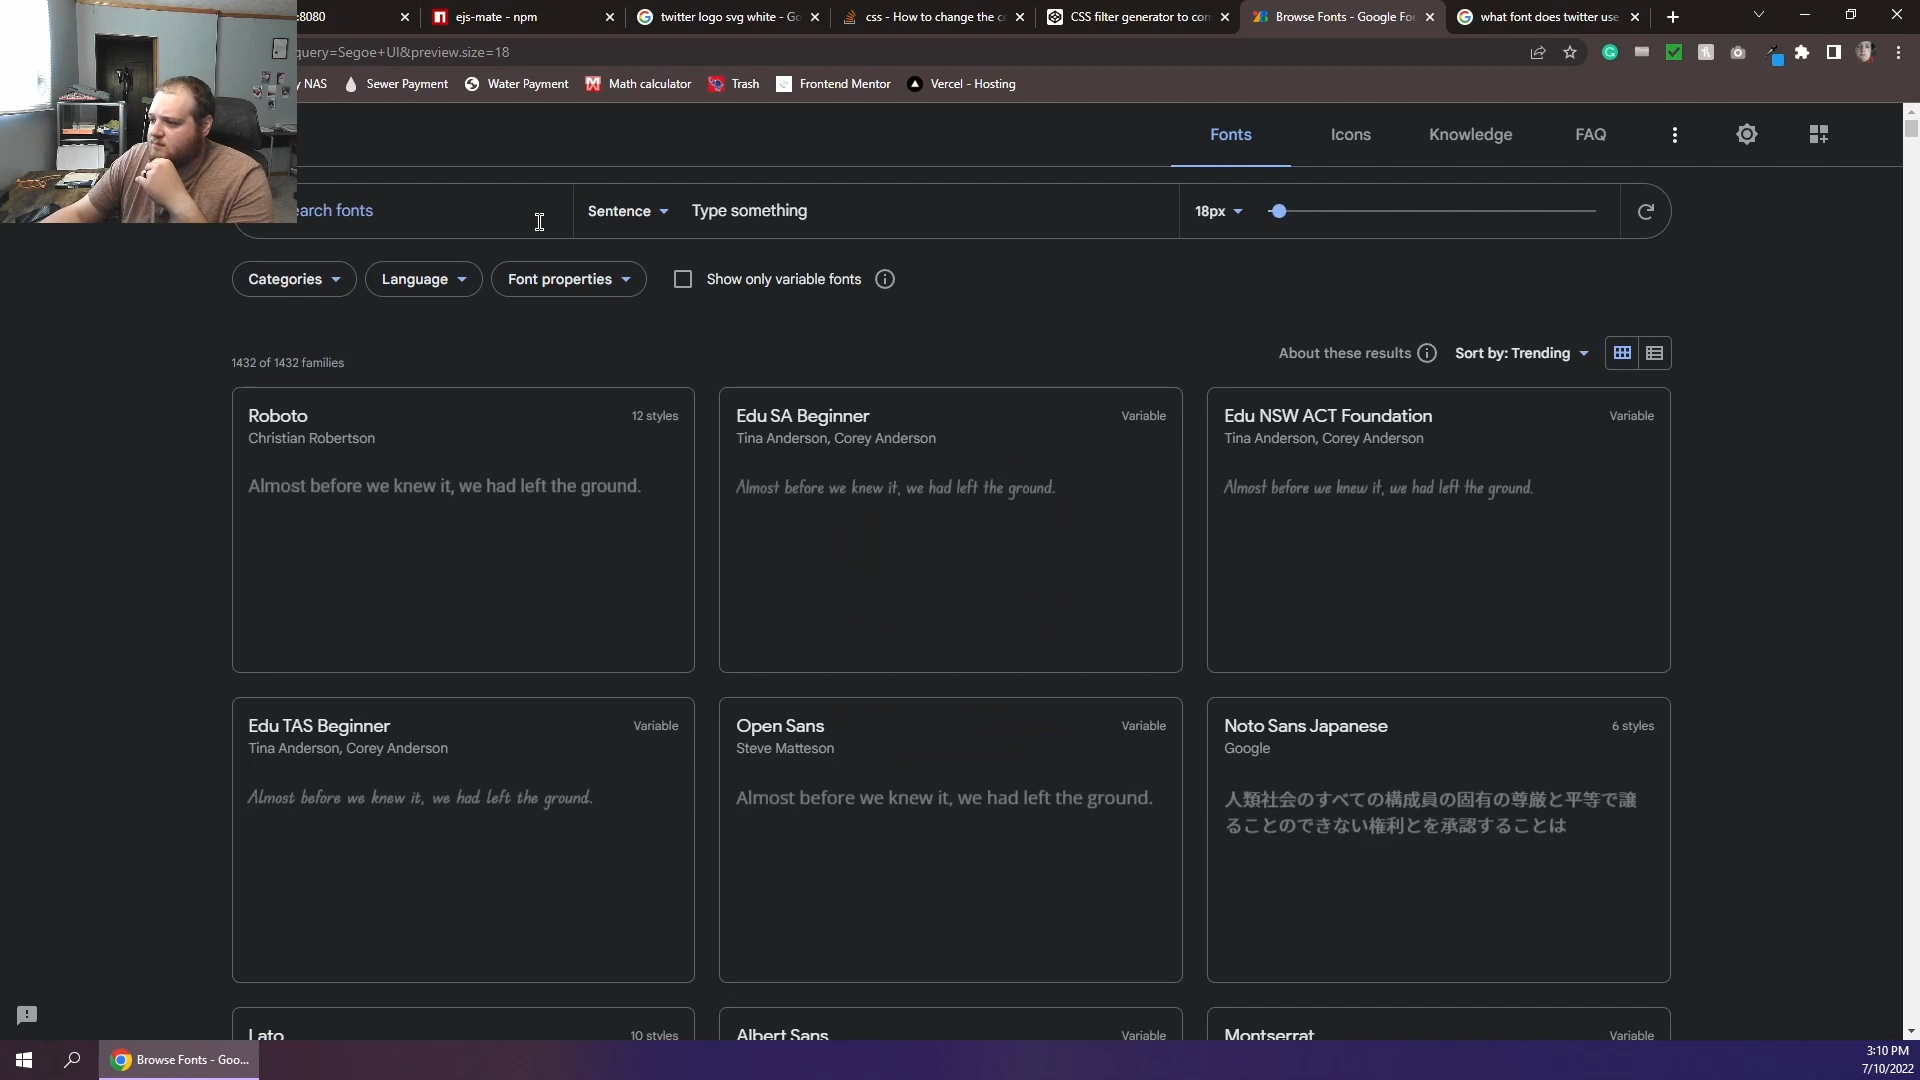 :8080
ejs-mate - npm
twitter logo svg white - Go
css - How to change the c
CSS filter generator to con
Browse Fonts - Google Fo
what font does twitter use
query=Segoe+UI&preview.size=18
NAS
Sewer Payment
Water Payment
Math calculator
Trash
Frontend Mentor
Vercel - Hosting
Fonts
Icons
Knowledge
FAQ
earch fonts
Sentence
Type something
18px
Categories
Language
Font properties
Show only variable fonts
1432 of 1432 families
About these results
Sort by: Trending
Roboto
12 styles
Christian Robertson
Almost before we knew it, we had left the ground.
Edu SA Beginner
Variable
Tina Anderson, Corey Anderson
Almost before we knew it, we had left the ground.
Edu NSW ACT Foundation
Variable
Tina Anderson, Corey Anderson
Almost before we knew it, we had left the ground.
Edu TAS Beginner
Variable
Tina Anderson, Corey Anderson
Almost before we knew it, we had left the ground.
Open Sans
Variable
Steve Matteson
Almost before we knew it, we had left the ground.
Noto Sans Japanese
6 styles
Google
人類社会のすべての構成員の固有の尊厳と平等で譲
ることのできない権利とを承認することは
Lato
10 styles
Albert Sans
Variable
Montserrat
Variable
Browse Fonts - Goo...
3:10 PM
7/10/2022